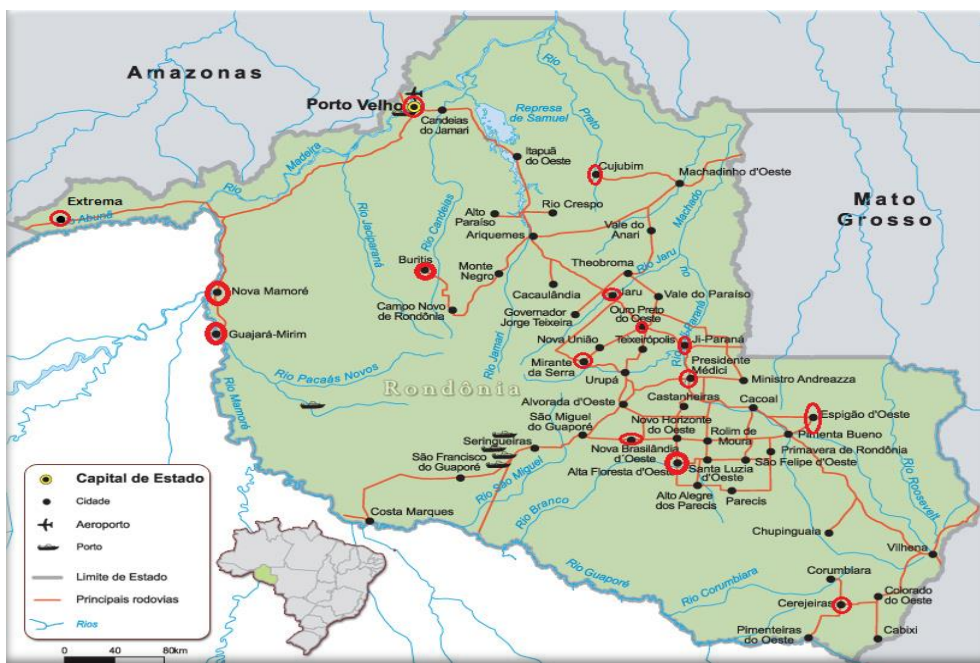 Amazonas
Porto Velho
Candeias
do Jamari
Represa
de Samuel
Rio
Preto
Itapuã
do Oeste
Cujubim
Machadinho d'Oeste
Mato
Grosso
Extrema
Rio Abunã
Rio
Madeira
Rio Jaciparaná
Rio Candeias
Alto
Paraíso
Rio Crespo
Ariquemes
Vale do
Anari
Machado
Buritis
Monte
Negro
Theobroma
Rio Jaru
Nova Mamoré
Campo Novo
de Rondônia
Cacaulândia
Jaru
Vale do Paraíso
Governador
Jorge Teixeira
Ouro Preto
do Oeste
Guajará-Mirim
Rio Jamari
Nova União
Teixeirópolis
Ji-Paraná
Rio Ji-Paraná
Mirante
da Serra
Presidente
Médici
Rio Pacaás Novos
Urupá
Ministro Andreazza
Rondônia
Rio Mamoré
Alvorada d'Oeste
Castanheiras
Cacoal
Espigão d'Oeste
São Miguel
do Guaporé
Novo Horizonte
do Oeste
Rolim de
Moura
Pimenta Bueno
Seringueiras
Nova Brasilândia
d'Oeste
Primavera de Rondônia
São Francisco
do Guaporé
Rio São Miguel
Alta Floresta d'Oeste
Santa Luzia
d'Oeste
São Felipe d'Oeste
Rio Roosevelt
Rio Branco
Alto Alegre
dos Parecis
Parecis
Costa Marques
Chupinguaia
Vilhena
Rio Guaporé
Rio Corumbiara
Corumbiara
Colorado
do Oeste
Cerejeiras
Pimenteiras
do Oeste
Cabixi
Capital de Estado
Cidade
Aeroporto
Porto
Limite de Estado
Principais rodovias
Rios
0 40 80km